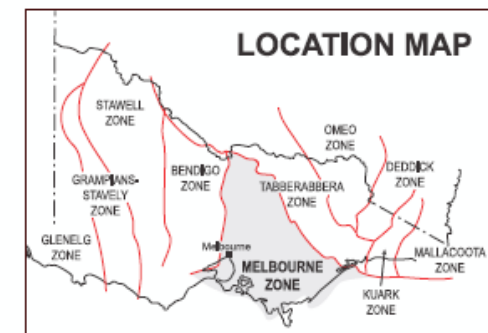 LOCATION MAP
STAWELL
ZONE
OMEO
ZONE
BENDIGO
ZONE
DEDDICK
ZONE
GRAMPIANS-
STAVELY
ZONE
TABBERABBERA
ZONE
GLENELG
ZONE
Melbourne
MELBOURNE
ZONE
MALLACOOTA
ZONE
KUARK
ZONE